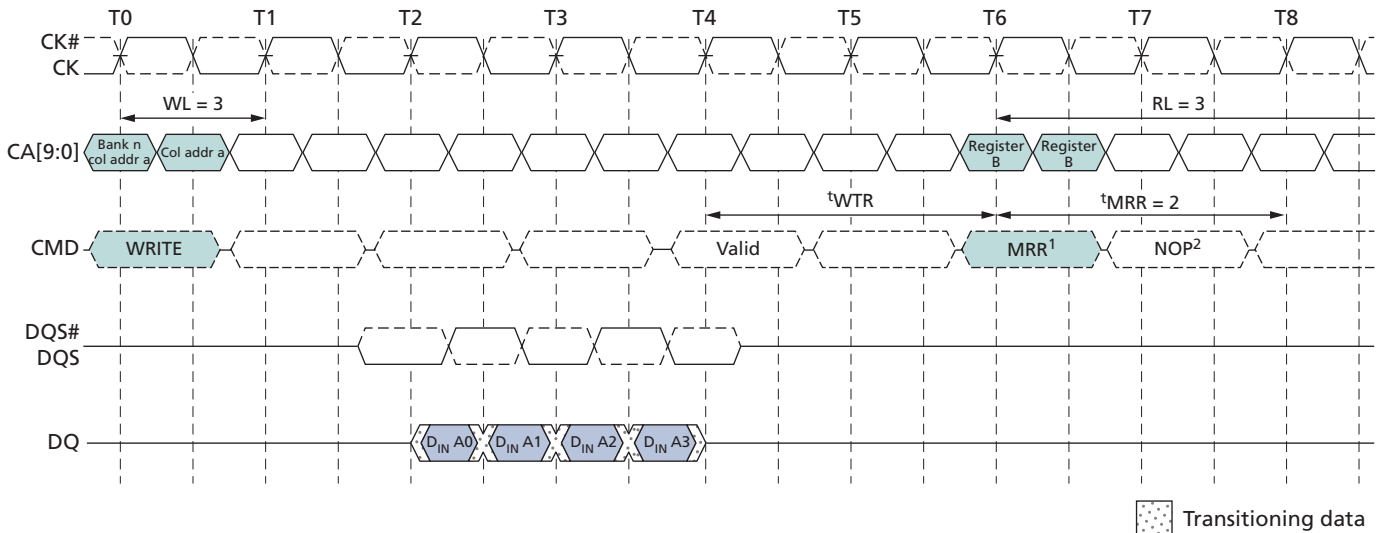 T0 T1 T2 T3 T4 T5 T6 T7 T8
CK#
CK
WL = 3
RL = 3
CA[9:0]
Bank n
col addr a
Col addr a
Register
B
Register
B
tWTR
tMRR = 2
CMD
WRITE
Valid
MRR1
NOP2
DQS#
DQS
DQ
DIN A0
DIN A1
DIN A2
DIN A3
Transitioning data